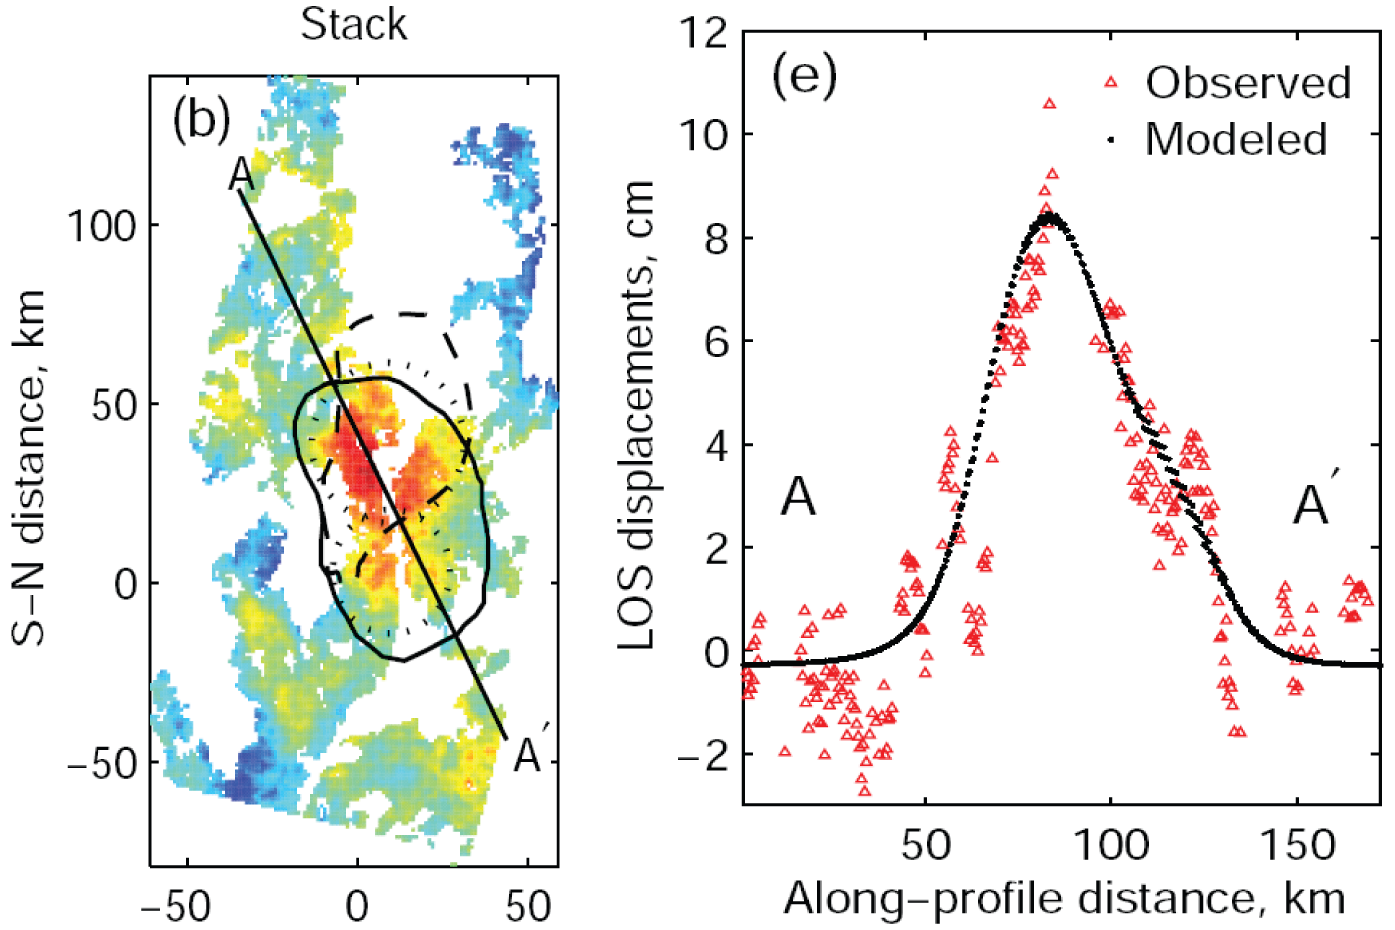 Stack
(b)
A
A′
100
50
0
−50
−50 0 50
S−N distance, km
(e)
Observed
Modeled
A
A′
12
10
8
6
4
2
0
−2
50 100 150
LOS displacements, cm
Along−profile distance, km